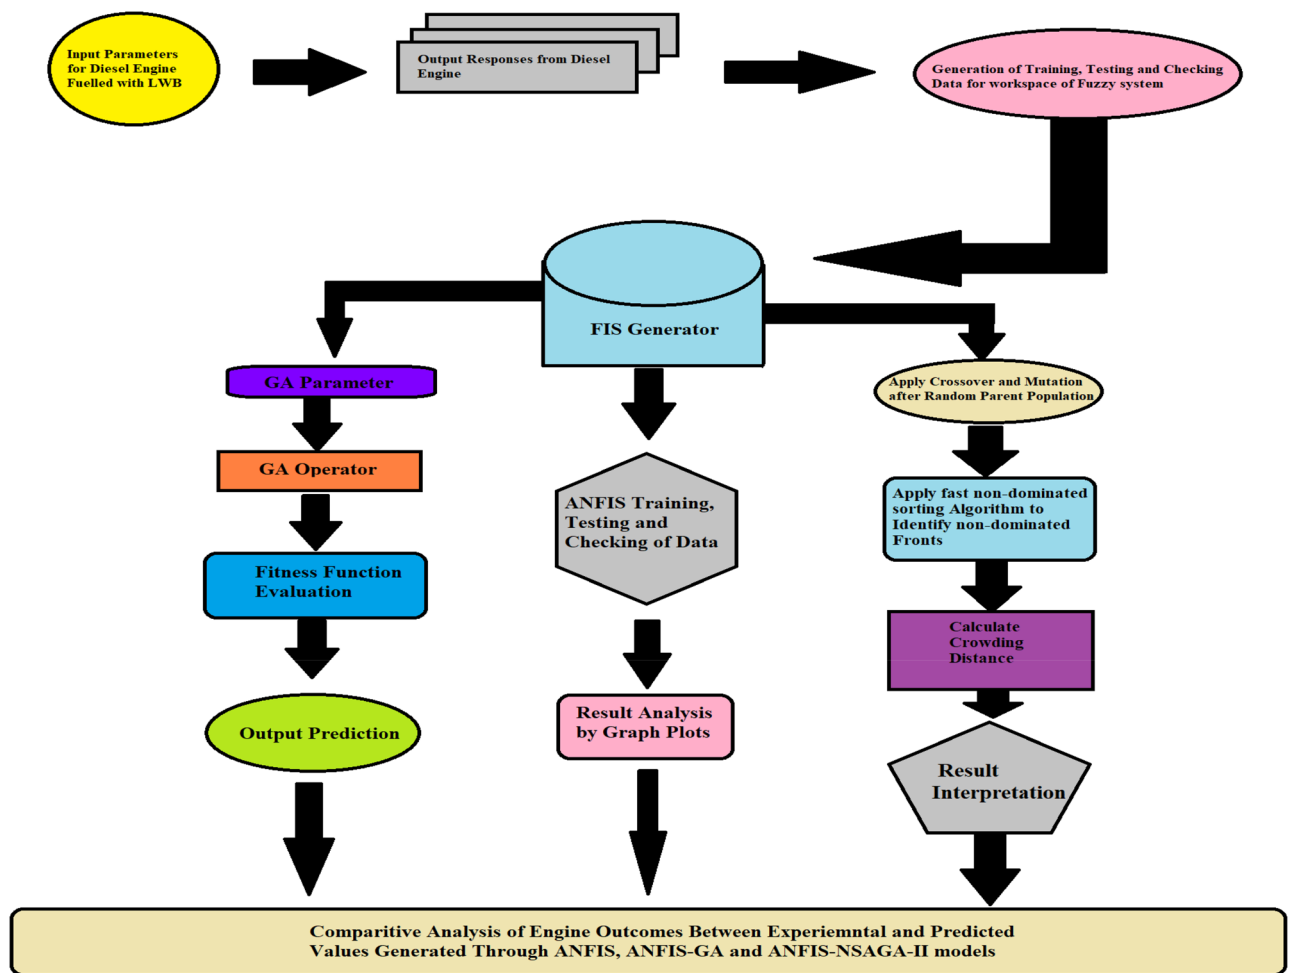 Input Parameters
for Diesel Engine
Fuelled with LWB
Output Responses from Diesel
Engine
Generation of Training, Testing and Checking
Data for workspace of Fuzzy system
FIS Generator
GA Parameter
GA Operator
Fitness Function
Evaluation
Output Prediction
ANFIS Training,
Testing and
Checking of Data
Result Analysis
by Graph Plots
Apply Crossover and Mutation
after Random Parent Population
Apply fast non-dominated
sorting Algorithm to
Identify non-dominated
Fronts
Calculate
Crowding
Distance
Result
Interpretation
Comparitive Analysis of Engine Outcomes Between Experiemntal and Predicted
Values Generated Through ANFIS, ANFIS-GA and ANFIS-NSAGA-II models